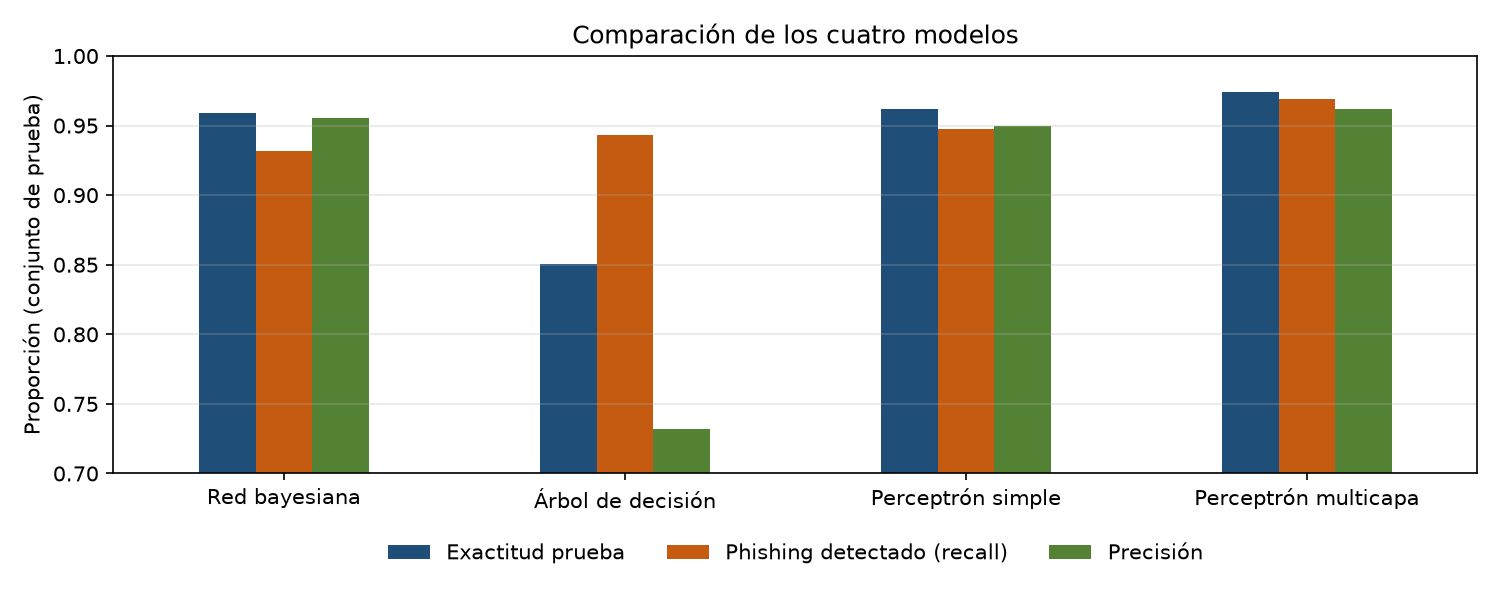 Comparación de los cuatro modelos
Proporción (conjunto de prueba)
1.00
0.95
0.90
0.85
0.80
0.75
0.70
Red bayesiana
Árbol de decisión
Perceptrón simple
Perceptrón multicapa
Exactitud prueba
Phishing detectado (recall)
Precisión